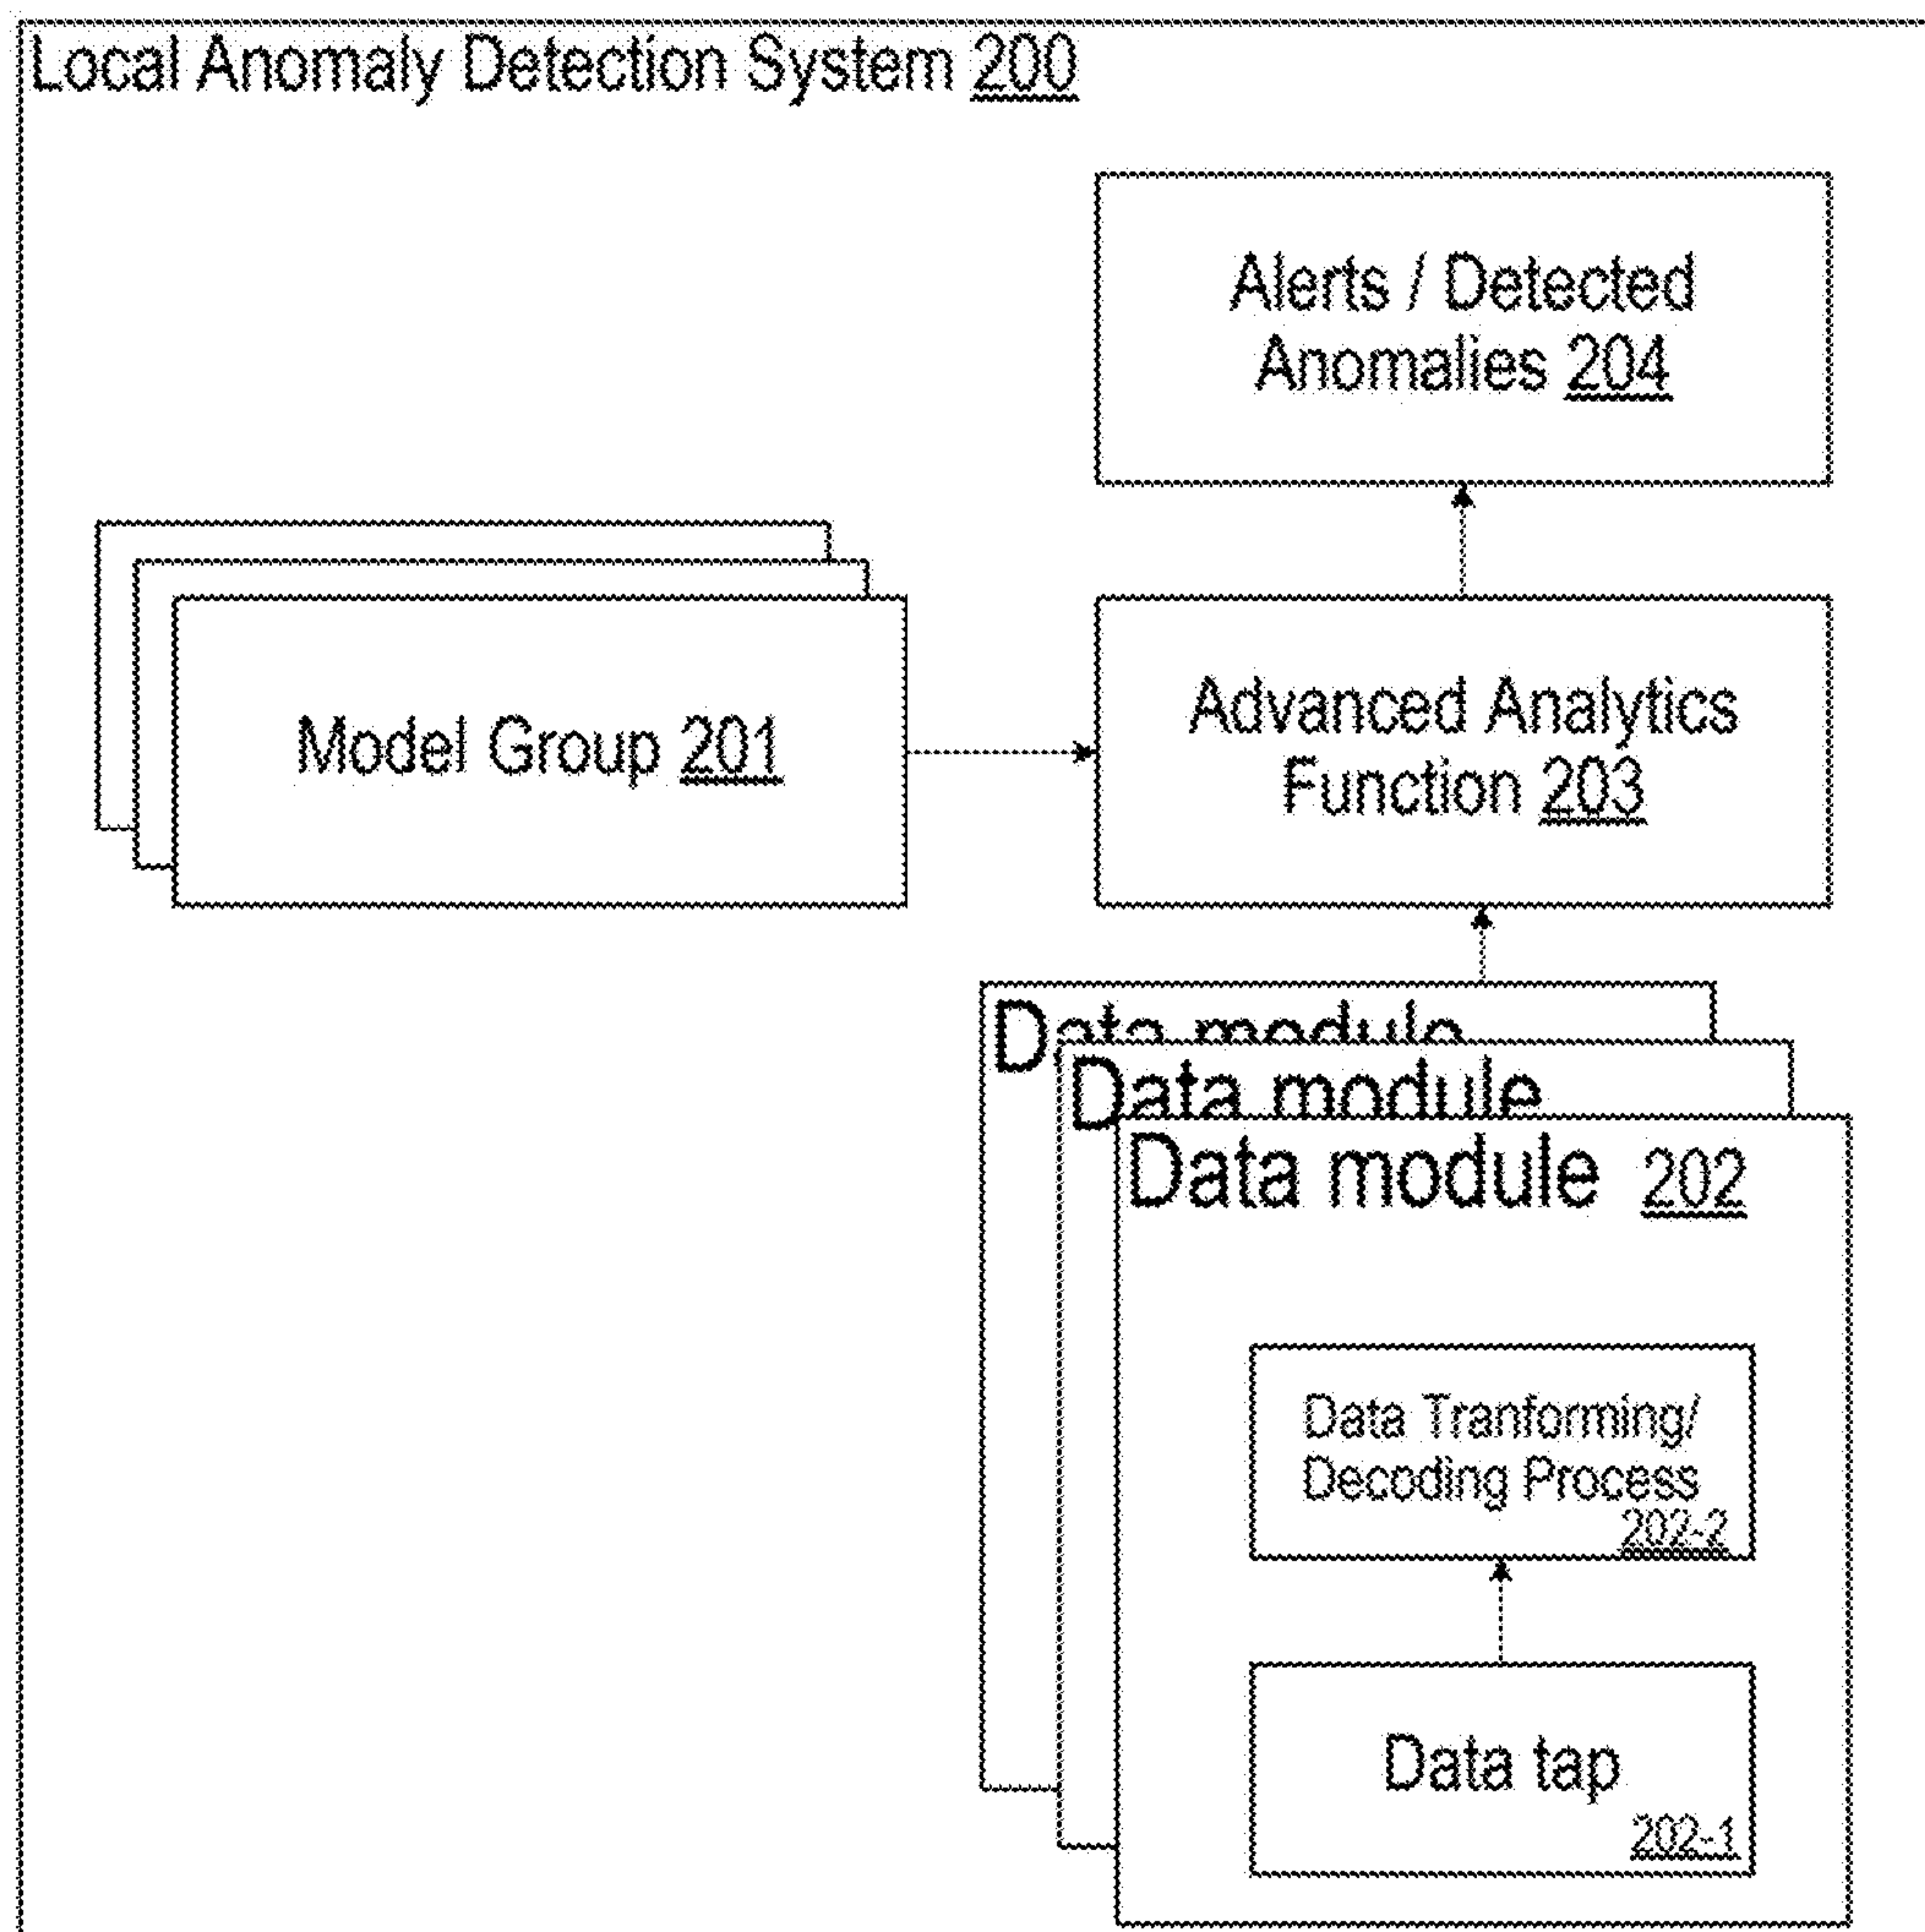 Local Anomaly Detection System 200
Alerts / Detected
Anomalies 204
Model Group 201
Advanced Analytics
Function 203
Data module
Data module
Data module 202
Data Tranforming/
Decoding Process
202-2
Data tap
202-1